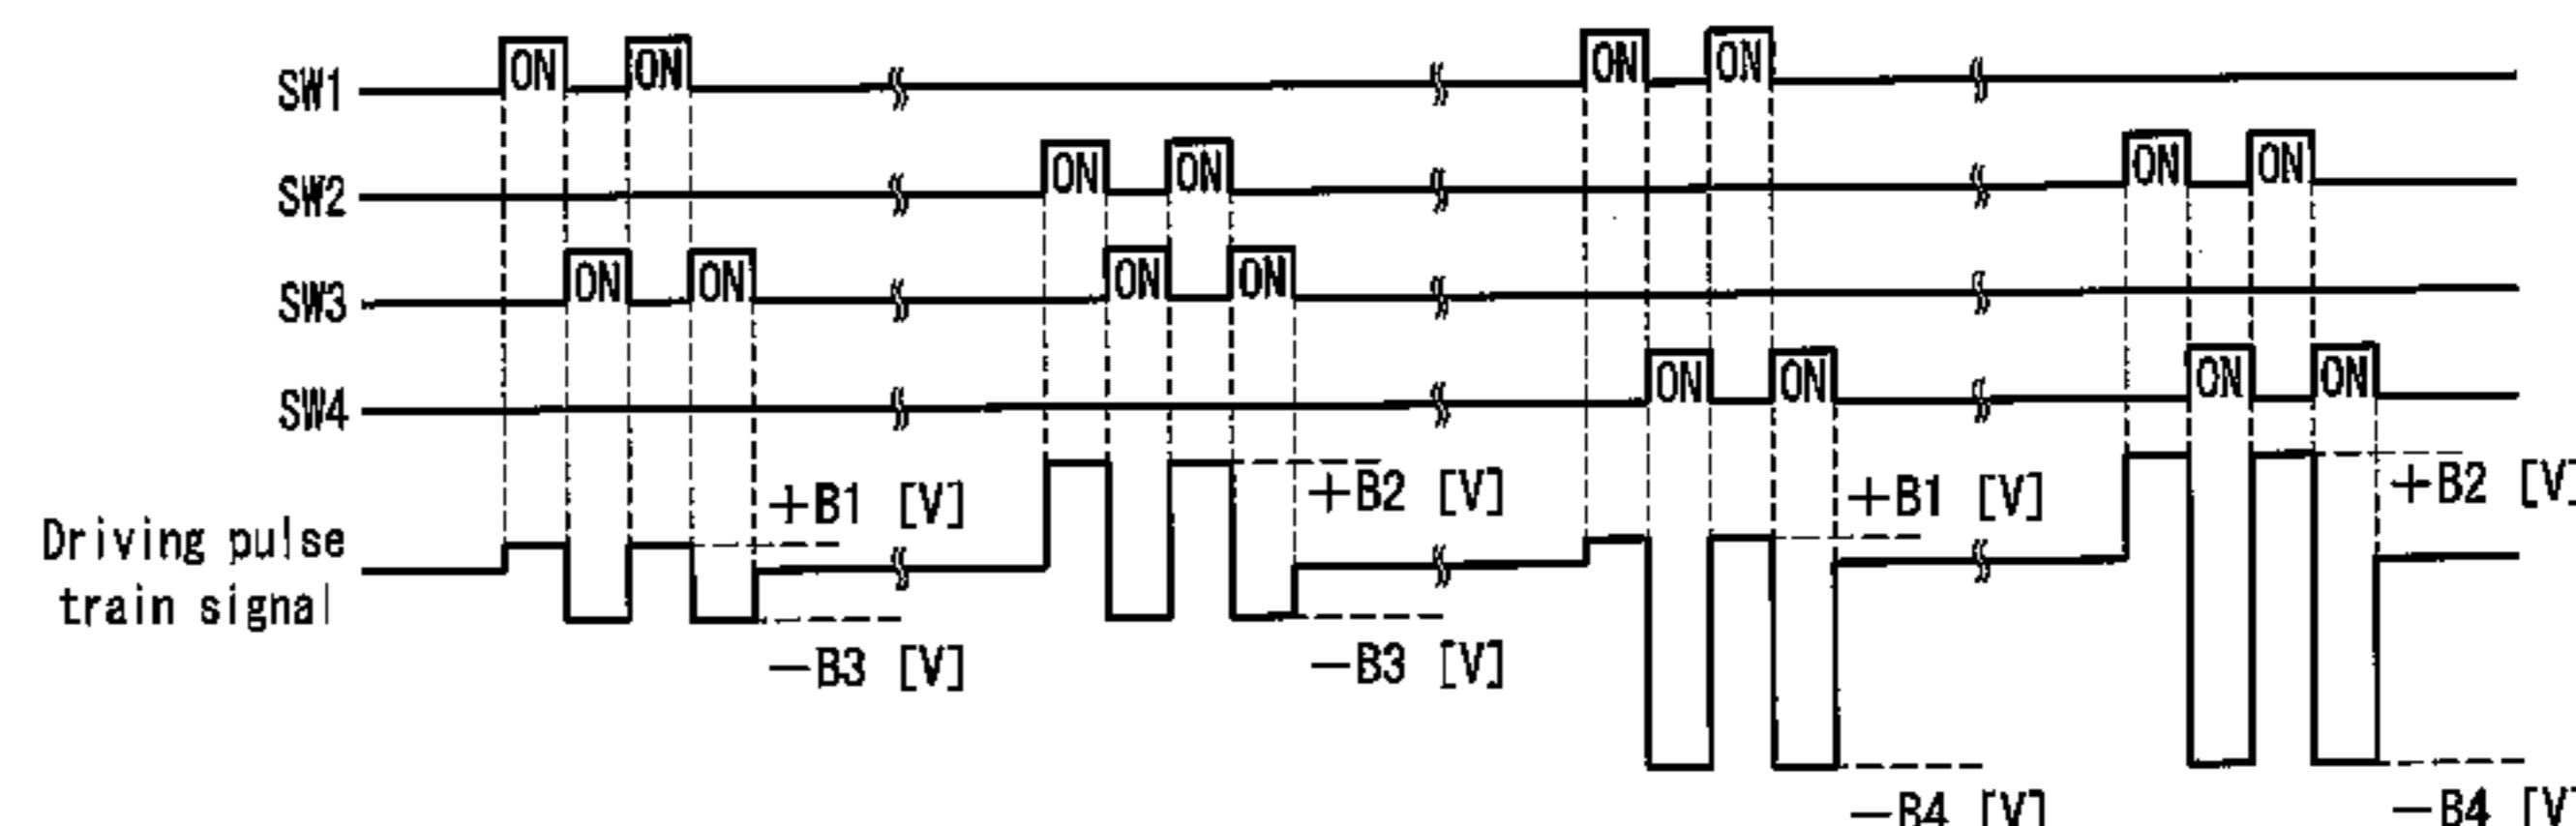 SW1 ON ON ON ON
SW2 ON ON ON ON
SW3 ON ON ON ON
SW4 ON ON ON ON
Driving pulse
train signal
+B1 [V] +B2 [V] +B1 [V] +B2 [V]
−B3 [V] −B3 [V] −B4 [V] −B4 [V]